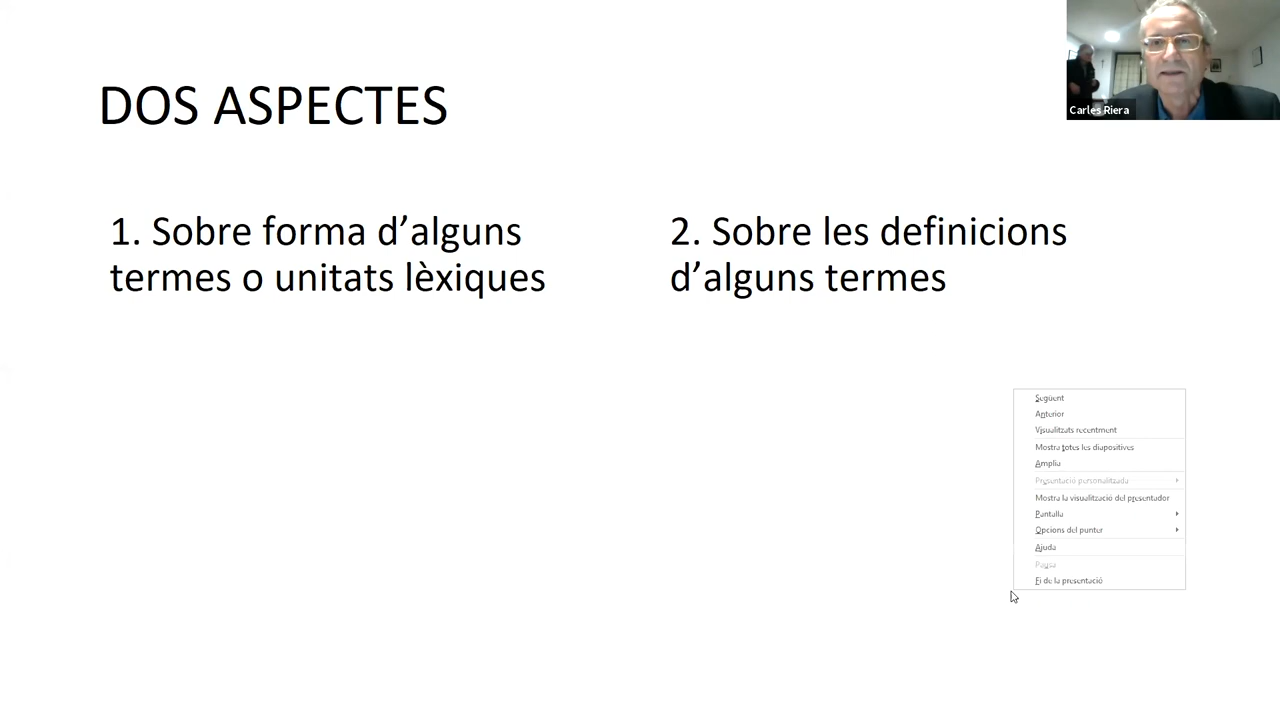 DOS ASPECTES
Carles Riera
1. Sobre forma d’alguns
termes o unitats lèxiques
2. Sobre les definicions
d’alguns termes
Següent
Anterior
Visualitzats recentment
Mostra totes les diapositives
Amplia
Presentació personalitzada
Mostra la visualització del presentador
Pantalla
Opcions del punter
Ajuda
Pausa
Fi de la presentació